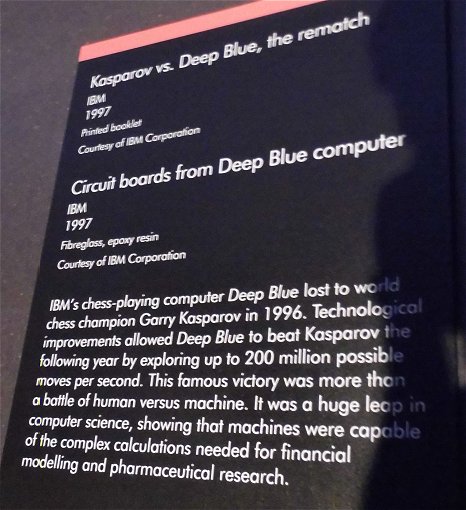 Kasparov vs. Deep Blue, the rematch
IBM
1997
Printed booklet
Courtesy of IBM Corporation
Circuit boards from Deep Blue computer
IBM
1997
Fibreglass, epoxy resin
Courtesy of IBM Corporation
IBM's chess-playing computer Deep Blue lost to world
chess champion Garry Kasparov in 1996. Technological
improvements allowed Deep Blue to beat Kasparov the
following year by exploring up to 200 million possible
moves per second. This famous victory was more than
a battle of human versus machine. It was a huge leap in
computer science, showing that machines were capable
of the complex calculations needed for financial
modelling and pharmaceutical research.